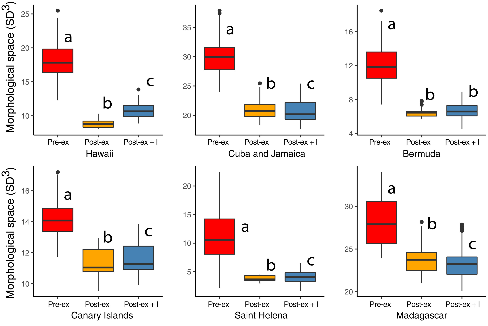 Morphological space (SD³)
25
20
15
10
a
b
c
Pre-ex Post-ex Post-ex + I
Hawaii
35
30
25
20
a
b
c
Pre-ex Post-ex Post-ex + I
Cuba and Jamaica
16
12
8
4
a
b
b
Pre-ex Post-ex Post-ex + I
Bermuda
Morphological space (SD³)
16
14
12
10
a
b
c
Pre-ex Post-ex Post-ex + I
Canary Islands
20
15
10
5
a
b
c
Pre-ex Post-ex Post-ex + I
Saint Helena
30
25
20
a
b
c
Pre-ex Post-ex Post-ex + I
Madagascar